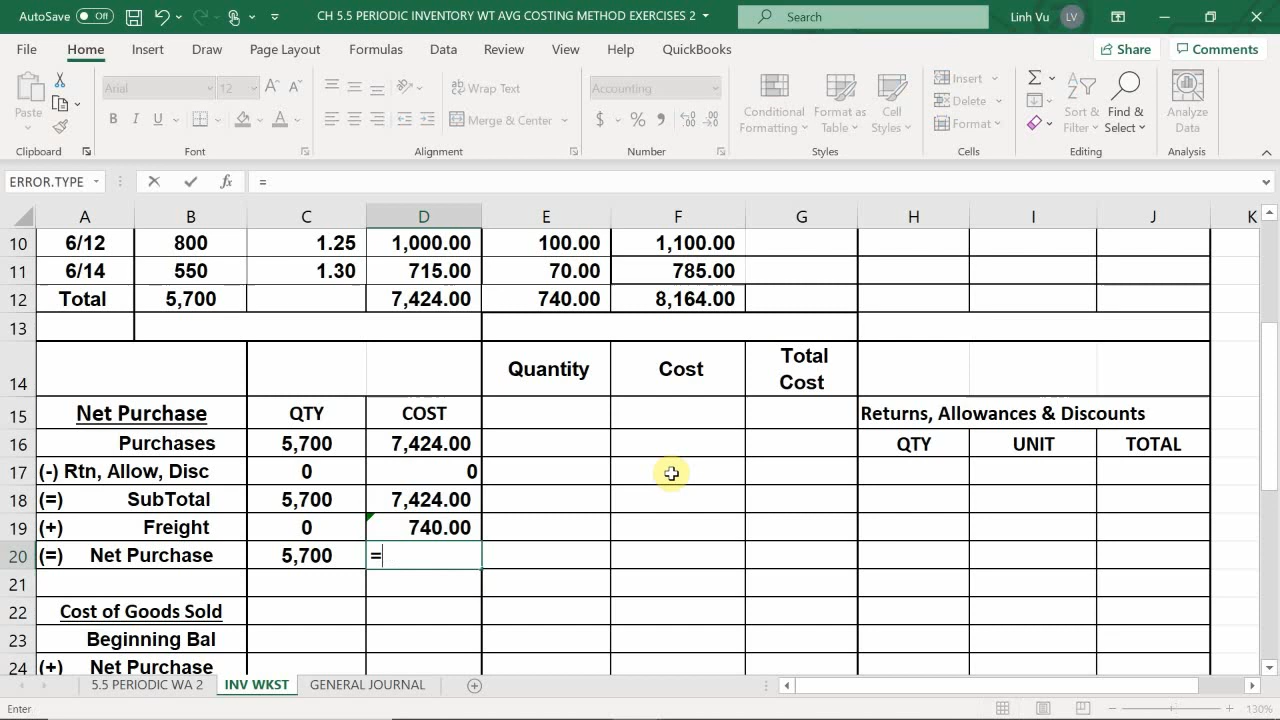 AutoSave Off CH 5.5 PERIODIC INVENTORY WT AVG COSTING METHOD EXERCISES 2 Search Linh Vu LV
File Home Insert Draw Page Layout Formulas Data Review View Help QuickBooks Share Comments
Paste Arial 12 A A Wrap Text Accounting Conditional Formatting Format as Table Cell Styles Insert Sort & Filter Find & Select Analyze Data
B I U A Merge & Center $ % , Delete
Format
Clipboard Font Alignment Number Styles Cells Editing Analysis
ERROR.TYPE fx =
A B C D E F G H I J K
10 6/12 800 1.25 1,000.00 100.00 1,100.00
11 6/14 550 1.30 715.00 70.00 785.00
12 Total 5,700 7,424.00 740.00 8,164.00
13
14 Quantity Cost Total Cost
15 Net Purchase QTY COST Returns, Allowances & Discounts
16 Purchases 5,700 7,424.00 QTY UNIT TOTAL
17 (-) Rtn, Allow, Disc 0 0
18 (=) SubTotal 5,700 7,424.00
19 (+) Freight 0 740.00
20 (=) Net Purchase 5,700 =
21
22 Cost of Goods Sold
23 Beginning Bal
24 (+) Net Purchase
5.5 PERIODIC WA 2 INV WKST GENERAL JOURNAL
Enter 130%